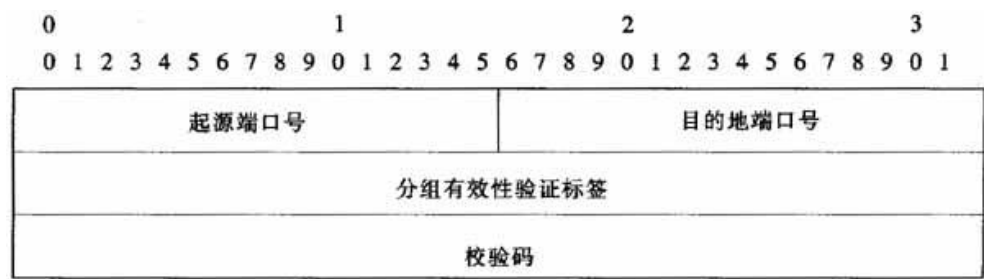 0 1 2 3
0 1 2 3 4 5 6 7 8 9 0 1 2 3 4 5 6 7 8 9 0 1 2 3 4 5 6 7 8 9 0 1
起源端口号 目的地端口号
分组有效性验证标签
校验码